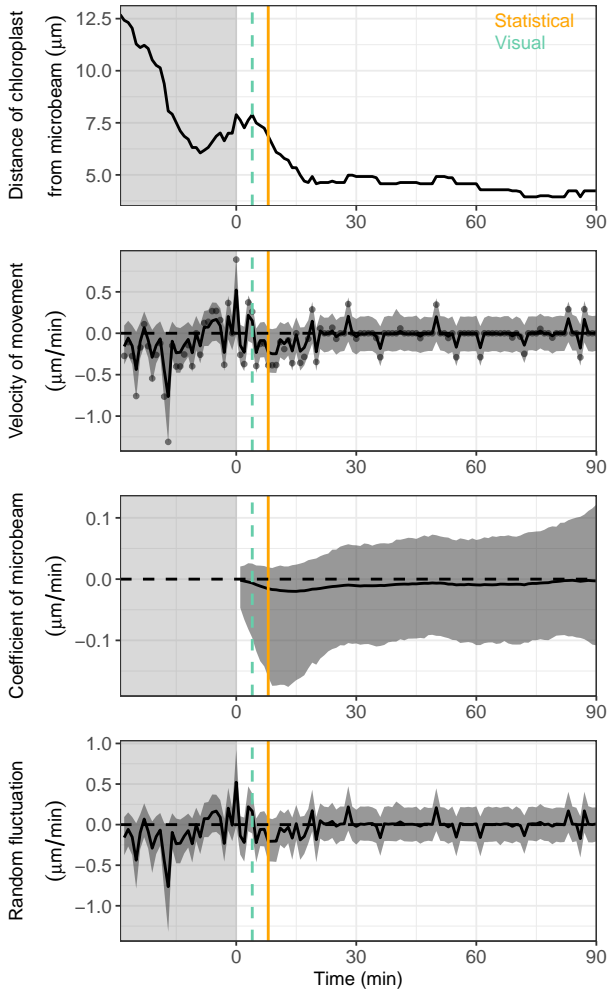 Distance of chloroplast
from microbeam (μm)
12.5
10.0
7.5
5.0
Statistical
Visual
0
30
60
90
Velocity of movement
(μm/min)
0.5
0.0
−0.5
−1.0
0
30
60
90
Coefficient of microbeam
(μm/min)
0.1
0.0
−0.1
0
30
60
90
Random fluctuation
(μm/min)
1.0
0.5
0.0
−0.5
−1.0
0
30
60
90
Time (min)